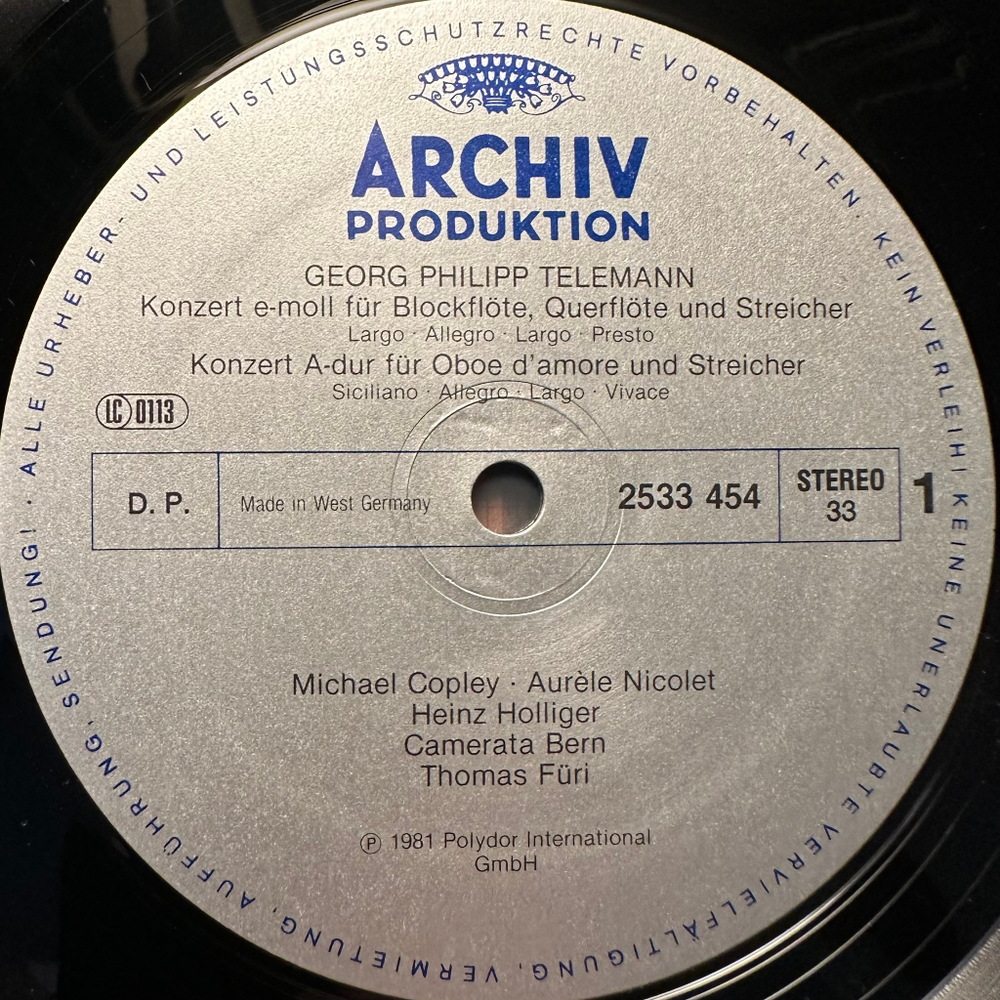 ALLE URHEBER- UND LEISTUNGSSCHUTZRECHTE VORBEHALTEN. KEIN VERLEIH! KEINE UNERLAUBTE VERVIELFÄLTIGUNG, VERMIETUNG, AUFFÜHRUNG, SENDUNG! ·
ARCHIV
PRODUKTION
GEORG PHILIPP TELEMANN
Konzert e-moll für Blockflöte, Querflöte und Streicher
Largo · Allegro · Largo · Presto
Konzert A-dur für Oboe d'amore und Streicher
Siciliano · Allegro · Largo · Vivace
LC 0113
D. P.
Made in West Germany
2533 454
STEREO
33
1
Michael Copley · Aurèle Nicolet
Heinz Holliger
Camerata Bern
Thomas Füri
℗ 1981 Polydor International
GmbH